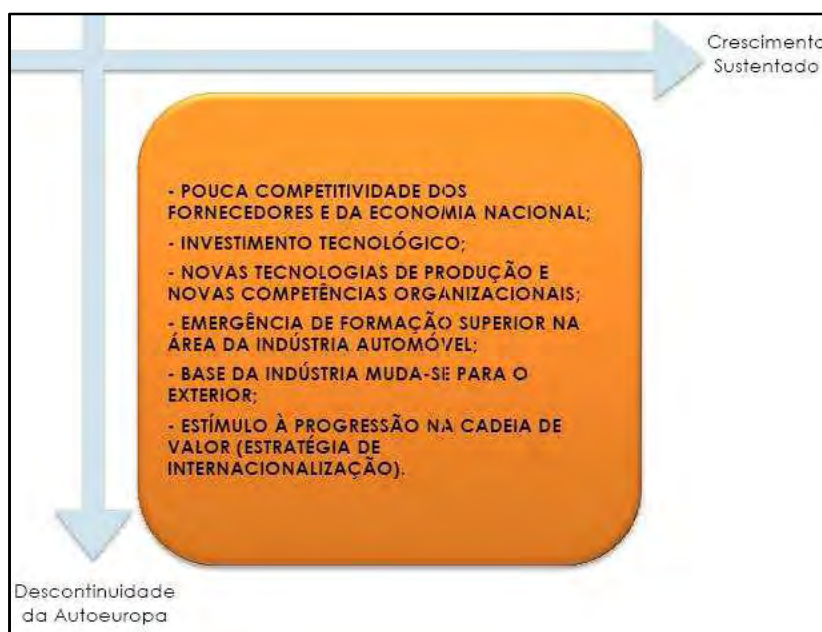 Crescimento
Sustentado
- POUCA COMPETITIVIDADE DOS
FORNECEDORES E DA ECONOMIA NACIONAL;
- INVESTIMENTO TECNOLÓGICO;
- NOVAS TECNOLOGIAS DE PRODUÇÃO E
NOVAS COMPETÊNCIAS ORGANIZACIONAIS;
- EMERGÊNCIA DE FORMAÇÃO SUPERIOR NA
ÁREA DA INDÚSTRIA AUTOMÓVEL;
- BASE DA INDÚSTRIA MUDA-SE PARA O
EXTERIOR;
- ESTÍMULO À PROGRESSÃO NA CADEIA DE
VALOR (ESTRATÉGIA DE
INTERNACIONALIZAÇÃO).
Descontinuidade
da Autoeuropa